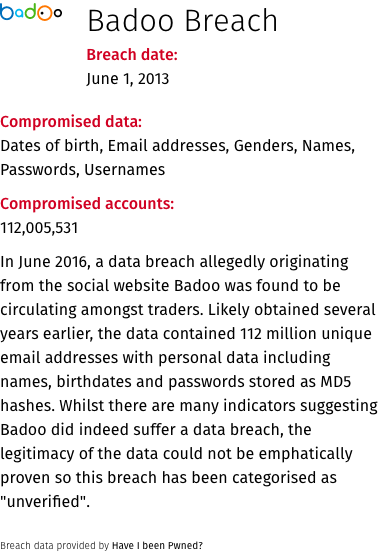 badoo
Badoo Breach
Breach date:
June 1, 2013
Compromised data:
Dates of birth, Email addresses, Genders, Names,
Passwords, Usernames
Compromised accounts:
112,005,531
In June 2016, a data breach allegedly originating
from the social website Badoo was found to be
circulating amongst traders. Likely obtained several
years earlier, the data contained 112 million unique
email addresses with personal data including
names, birthdates and passwords stored as MD5
hashes. Whilst there are many indicators suggesting
Badoo did indeed suffer a data breach, the
legitimacy of the data could not be emphatically
proven so this breach has been categorised as
"unverified".
Breach data provided by Have I been Pwned?